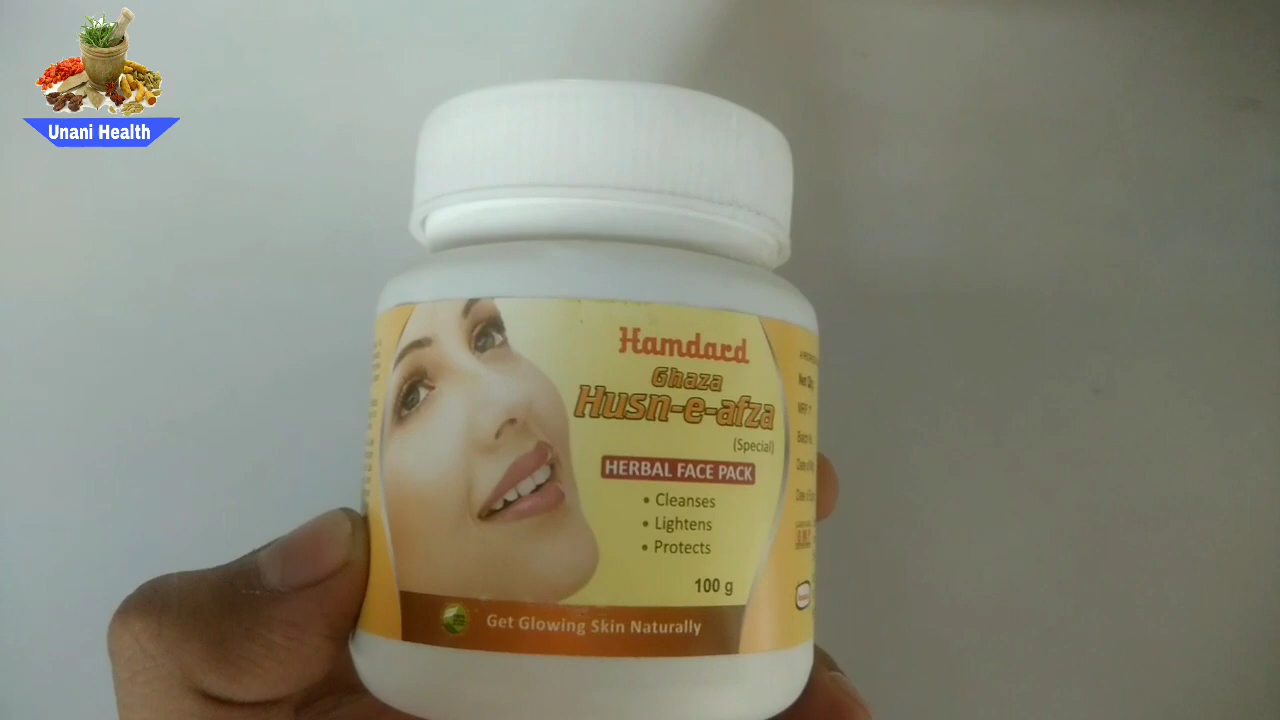 Unani Health
Hamdard
Ghaza
Husn-e-afza
(Special)
HERBAL FACE PACK
• Cleanses
• Lightens
• Protects
100 g
Get Glowing Skin Naturally